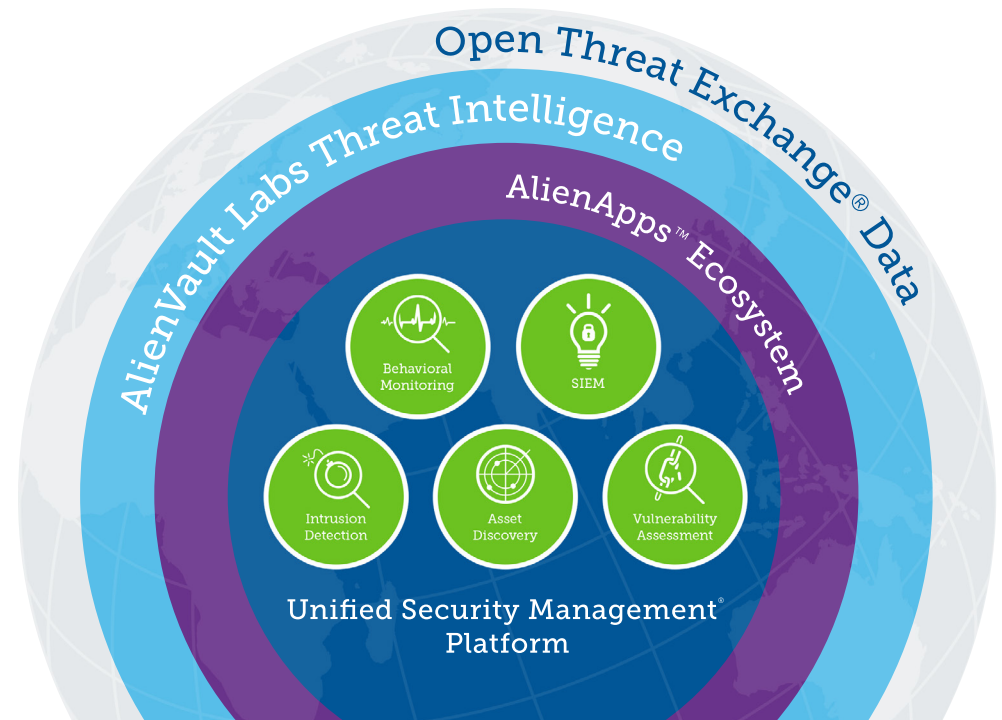 Open Threat Exchange® Data
AlienVault Labs Threat Intelligence
AlienApps™ Ecosystem
Behavioral
Monitoring
SIEM
Intrusion
Detection
Asset
Discovery
Vulnerability
Assessment
Unified Security Management®
Platform